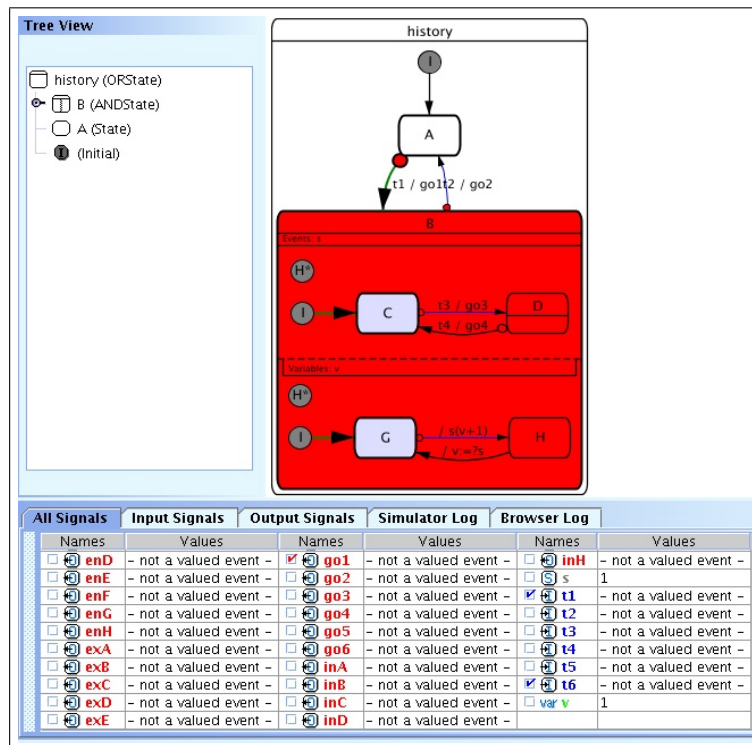 Tree View
history (ORState)
B (ANDState)
A (State)
I (Initial)
history
I
A
t1 / go1t2 / go2
B
Events: s
H*
I
C
t3 / go3
D
t4 / go4
Variables: v
H*
I
G
/ s(v+1)
H
/ v:=?s
All Signals Input Signals Output Signals Simulator Log Browser Log
Names Values Names Values Names Values
enD – not a valued event – go1 – not a valued event – inH – not a valued event –
enE – not a valued event – go2 – not a valued event – S s 1
enF – not a valued event – go3 – not a valued event – t1 – not a valued event –
enG – not a valued event – go4 – not a valued event – t2 – not a valued event –
enH – not a valued event – go5 – not a valued event – t3 – not a valued event –
exA – not a valued event – go6 – not a valued event – t4 – not a valued event –
exB – not a valued event – inA – not a valued event – t5 – not a valued event –
exC – not a valued event – inB – not a valued event – t6 – not a valued event –
exD – not a valued event – inC – not a valued event – var v 1
exE – not a valued event – inD – not a valued event –